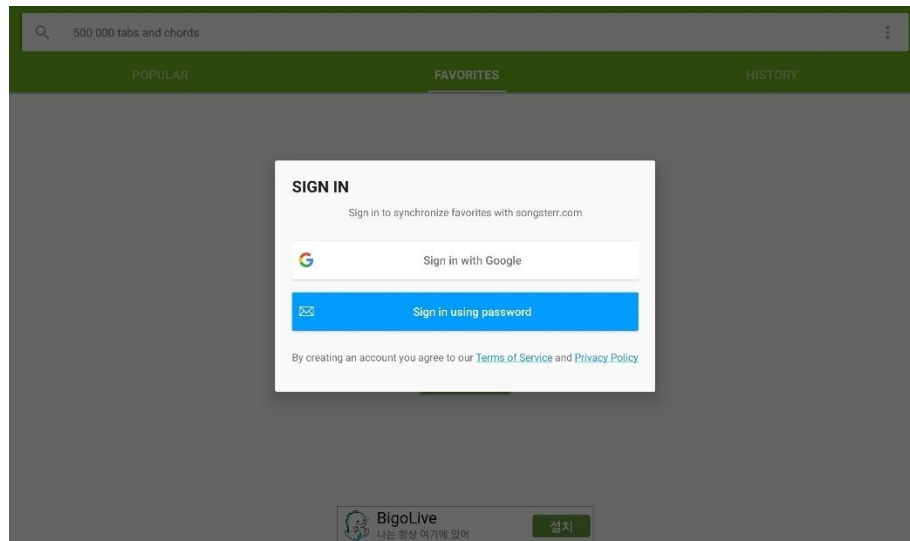 500 000 tabs and chords
POPULAR
FAVORITES
HISTORY
SIGN IN
Sign in to synchronize favorites with songsterr.com
Sign in with Google
Sign in using password
By creating an account you agree to our Terms of Service and Privacy Policy
BigoLive
나는 항상 여기에 있어
설치